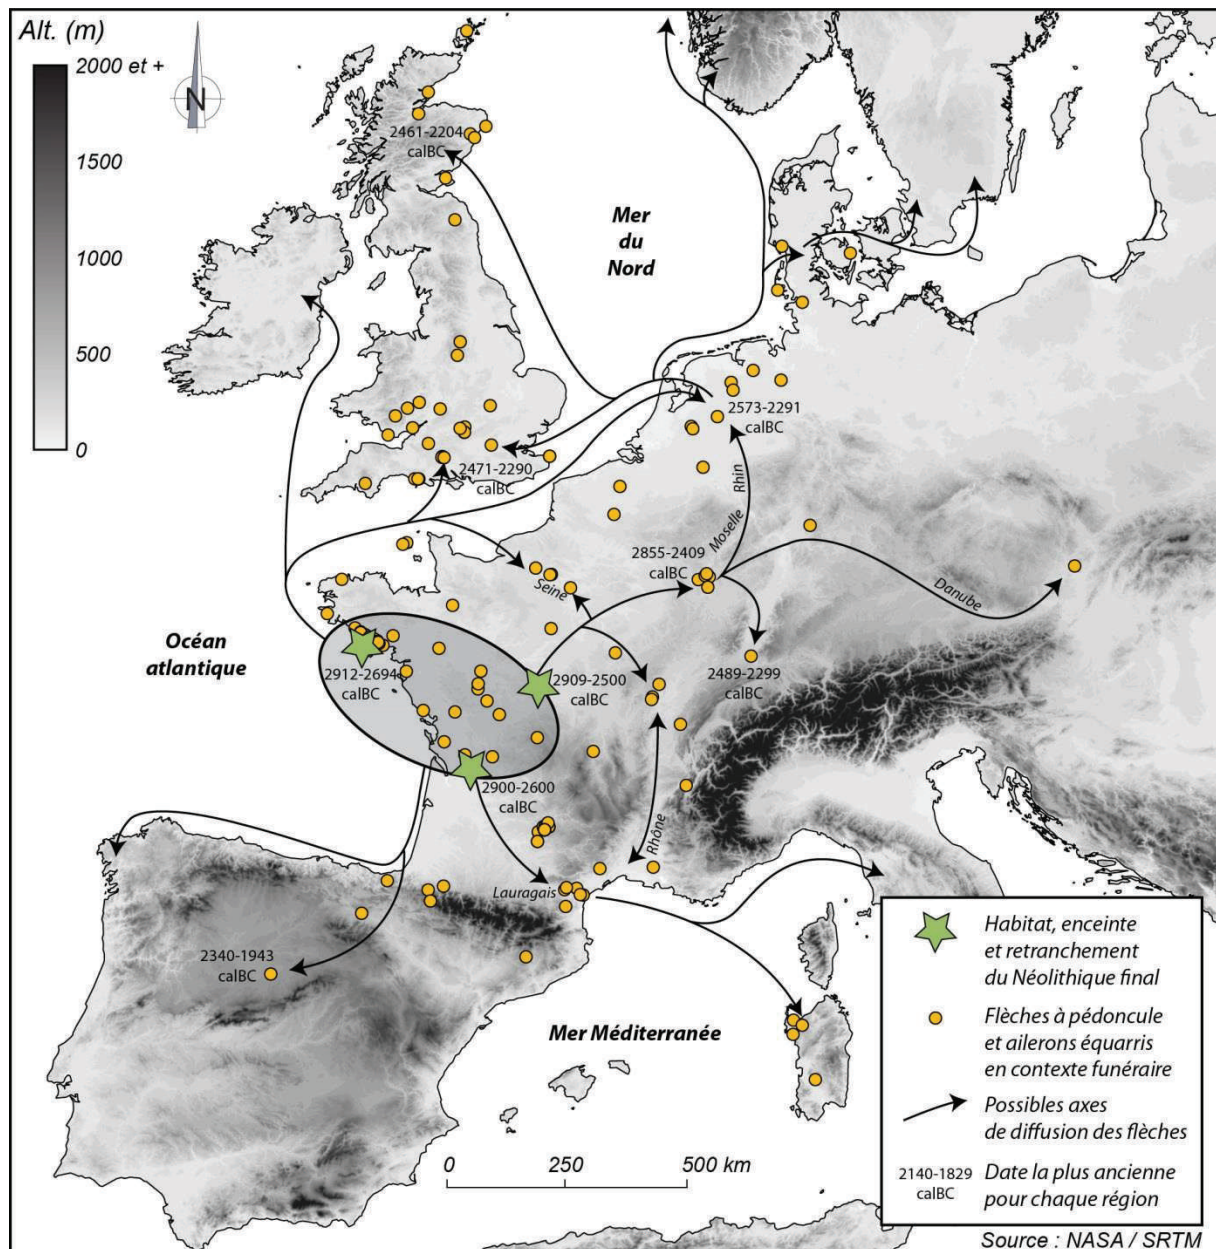 Alt. (m)
2000 et +
1500
1000
500
0
N
2461-2204
calBC
Mer
du
Nord
2573-2291
calBC
2471-2290
calBC
Rhin
Moselle
2855-2409
calBC
Seine
Danube
Océan
atlantique
2912-2694
calBC
2909-2500
calBC
2489-2299
calBC
2900-2600
calBC
Rhône
Lauragais
2340-1943
calBC
Mer Méditerranée
0 250 500 km
Habitat, enceinte
et retranchement
du Néolithique final
Flèches à pédoncule
et ailerons équarris
en contexte funéraire
Possibles axes
de diffusion des flèches
2140-1829
calBC
Date la plus ancienne
pour chaque région
Source : NASA / SRTM